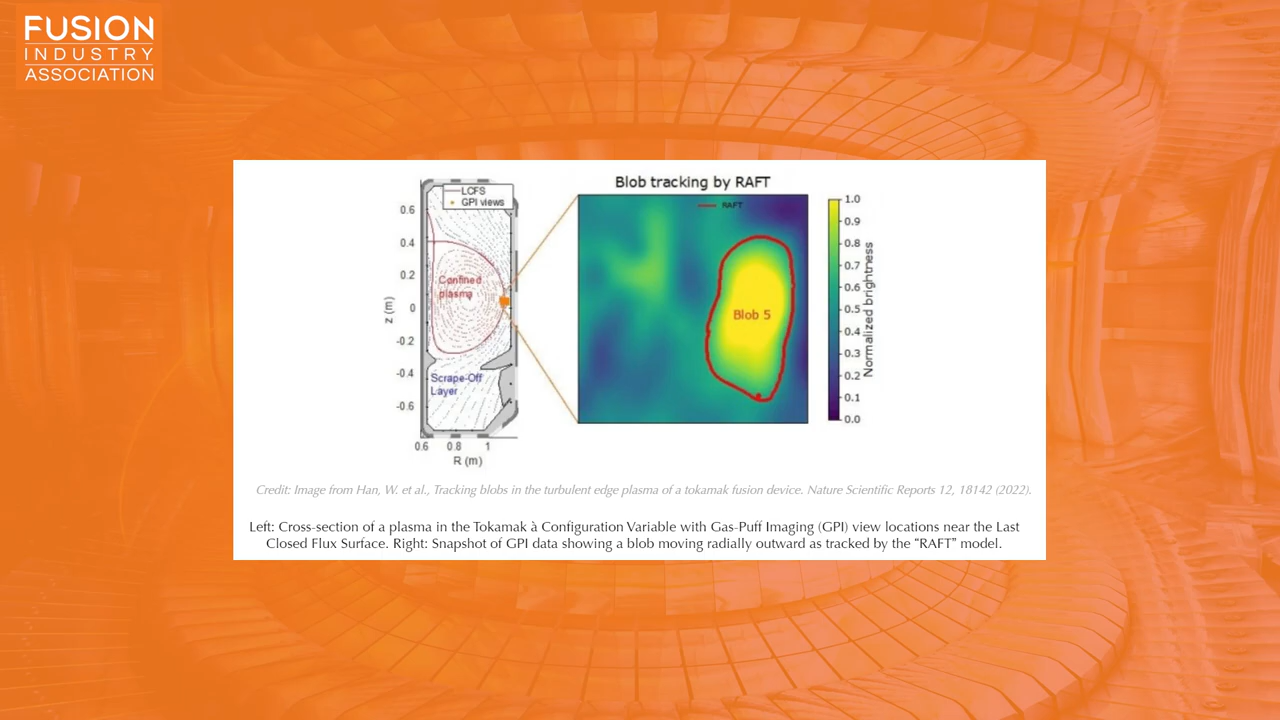 FUSION
INDUSTRY
ASSOCIATION
Blob tracking by RAFT
LCFS
GPI views
RAFT
0.6
0.4
0.2
0
-0.2
-0.4
-0.6
z (m)
Confined
plasma
Scrape-Off
Layer
0.6 0.8 1
R (m)
Blob 5
1.0
0.9
0.8
0.7
0.6
0.5
0.4
0.3
0.2
0.1
0.0
Normalized brightness
Credit: Image from Han, W. et al., Tracking blobs in the turbulent edge plasma of a tokamak fusion device. Nature Scientific Reports 12, 18142 (2022).
Left: Cross-section of a plasma in the Tokamak à Configuration Variable with Gas-Puff Imaging (GPI) view locations near the Last
Closed Flux Surface. Right: Snapshot of GPI data showing a blob moving radially outward as tracked by the “RAFT” model.